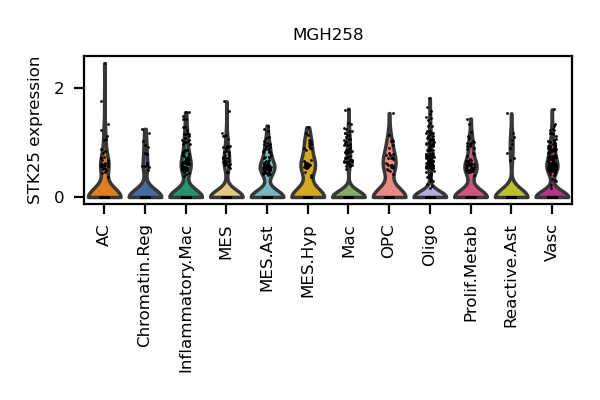 MGH258
STK25 expression
2
0
AC
Chromatin.Reg
Inflammatory.Mac
MES
MES.Ast
MES.Hyp
Mac
OPC
Oligo
Prolif.Metab
Reactive.Ast
Vasc